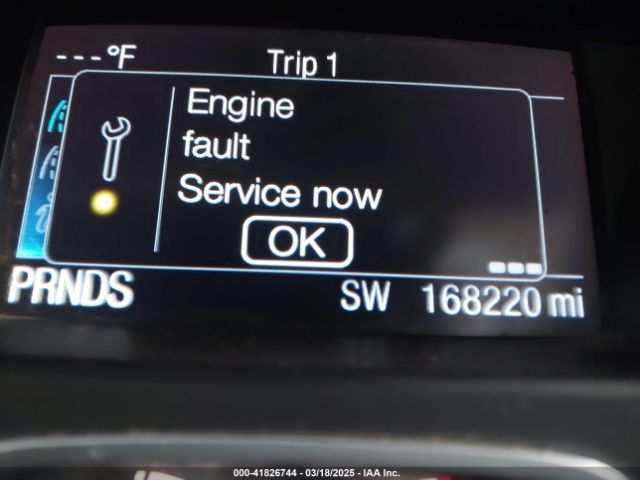 ---°F Trip 1
Engine
fault
Service now
OK
PRNDS SW 168220 mi
000-41826744 - 03/18/2025 - IAA Inc.